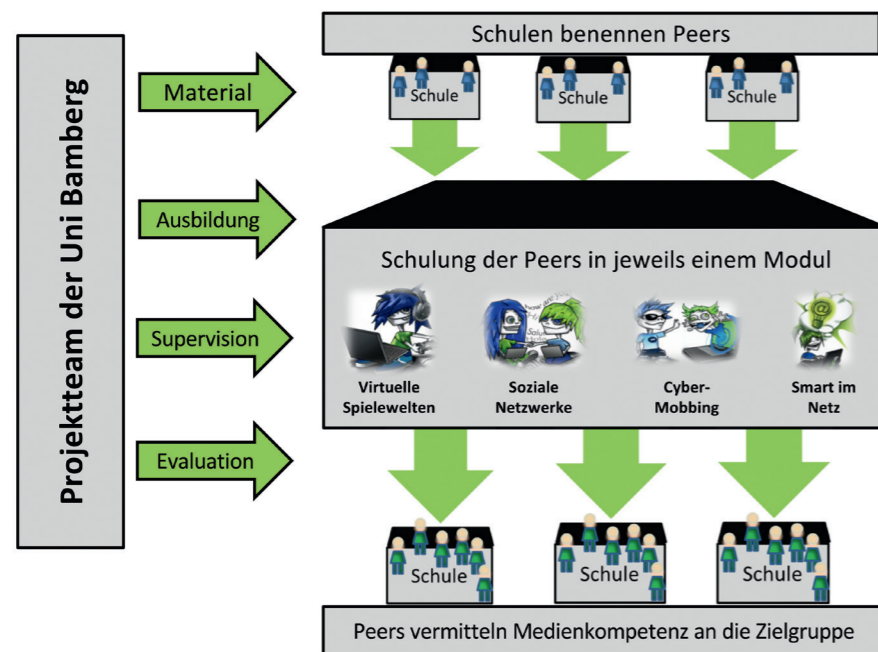 Projektteam der Uni Bamberg
Material
Ausbildung
Supervision
Evaluation
Schulen benennen Peers
Schule
Schule
Schule
Schulung der Peers in jeweils einem Modul
Virtuelle
Spielewelten
Soziale
Netzwerke
Cyber-
Mobbing
Smart im
Netz
Schule
Schule
Schule
Peers vermitteln Medienkompetenz an die Zielgruppe